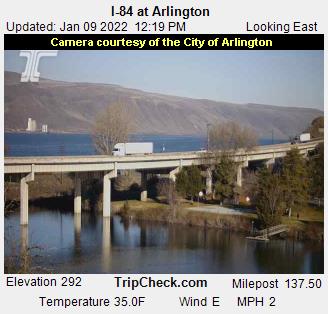 I-84 at Arlington
Updated: Jan 09 2022 12:19 PM Looking East
Camera courtesy of the City of Arlington
Elevation 292 TripCheck.com Milepost 137.50
Temperature 35.0F Wind E MPH 2